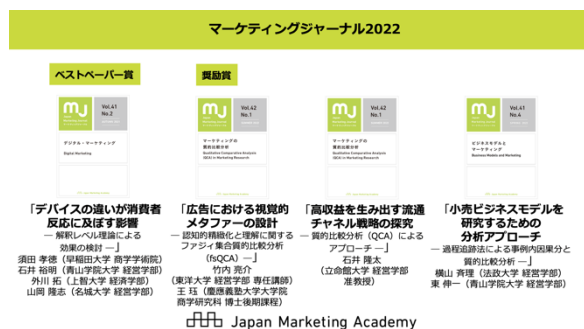 マーケティングジャーナル2022
ベストペーパー賞
奨励賞
Vol.41
No.2
デジタル・マーケティング
Digital Marketing
Vol.42
No.1
マーケティングの
質的比較分析
Qualitative Comparative Analysis
(QCA) in Marketing Research
Vol.42
No.1
マーケティングの
質的比較分析
Qualitative Comparative Analysis
(QCA) in Marketing Research
Vol.41
No.4
ビジネスモデルと
マーケティング
Business Models and Marketing
「デバイスの違いが消費者
反応に及ぼす影響
― 解釈レベル理論による
効果の検討 ―」
須田 孝徳（早稲田大学 商学学術院）
石井 裕明（青山学院大学 経営学部）
外川 拓（上智大学 経済学部）
山岡 隆志（名城大学 経営学部）
「広告における視覚的
メタファーの設計
― 認知的精緻化と理解に関する
ファジィ集合質的比較分析
（fsQCA）―」
竹内 亮介
（東洋大学 経営学部 専任講師）
王 珏（慶應義塾大学大学院
商学研究科 博士後期課程）
「高収益を生み出す流通
チャネル戦略の探究
― 質的比較分析（QCA）による
アプローチ ―」
石井 隆太
（立命館大学 経営学部
准教授）
「小売ビジネスモデルを
研究するための
分析アプローチ
― 過程追跡法による事例内因果分と
質的比較分析 ―」
横山 斉理（法政大学 経営学部）
東 伸一（青山学院大学 経営学部）
Japan Marketing Academy